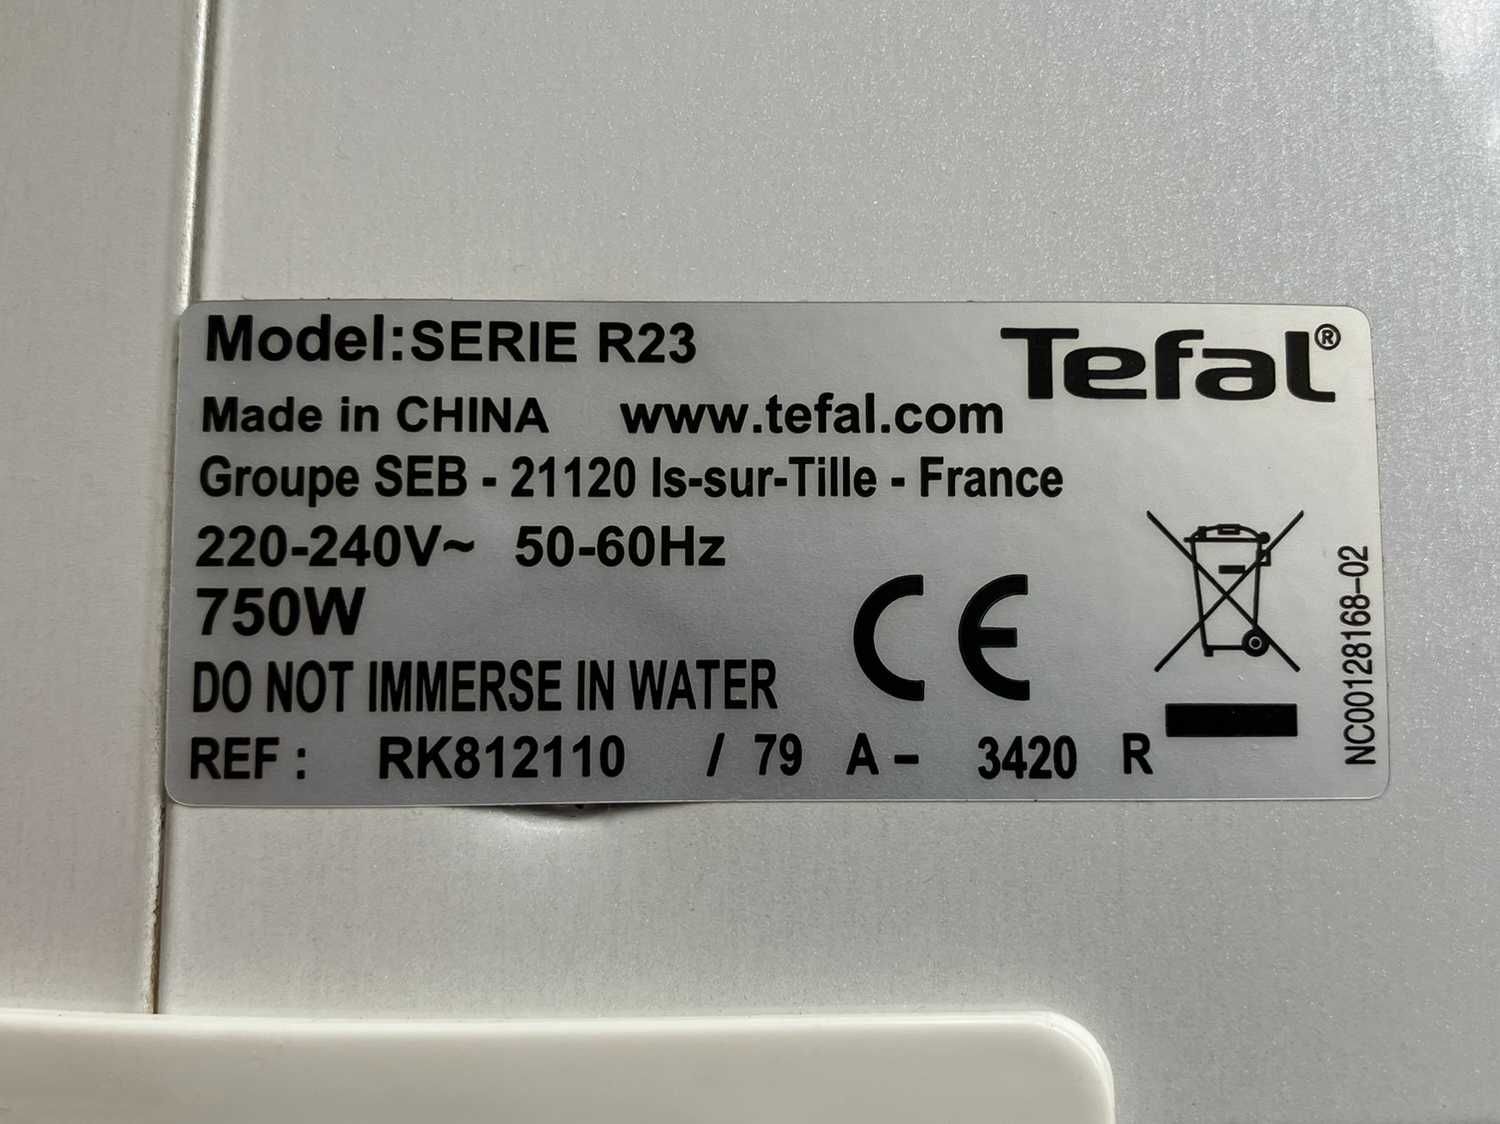 Model:SERIE R23
Tefal®
Made in CHINA www.tefal.com
Groupe SEB - 21120 Is-sur-Tille - France
220-240V~ 50-60Hz
750W
CE
DO NOT IMMERSE IN WATER
REF : RK812110 / 79 A - 3420 R
NC00128168-02